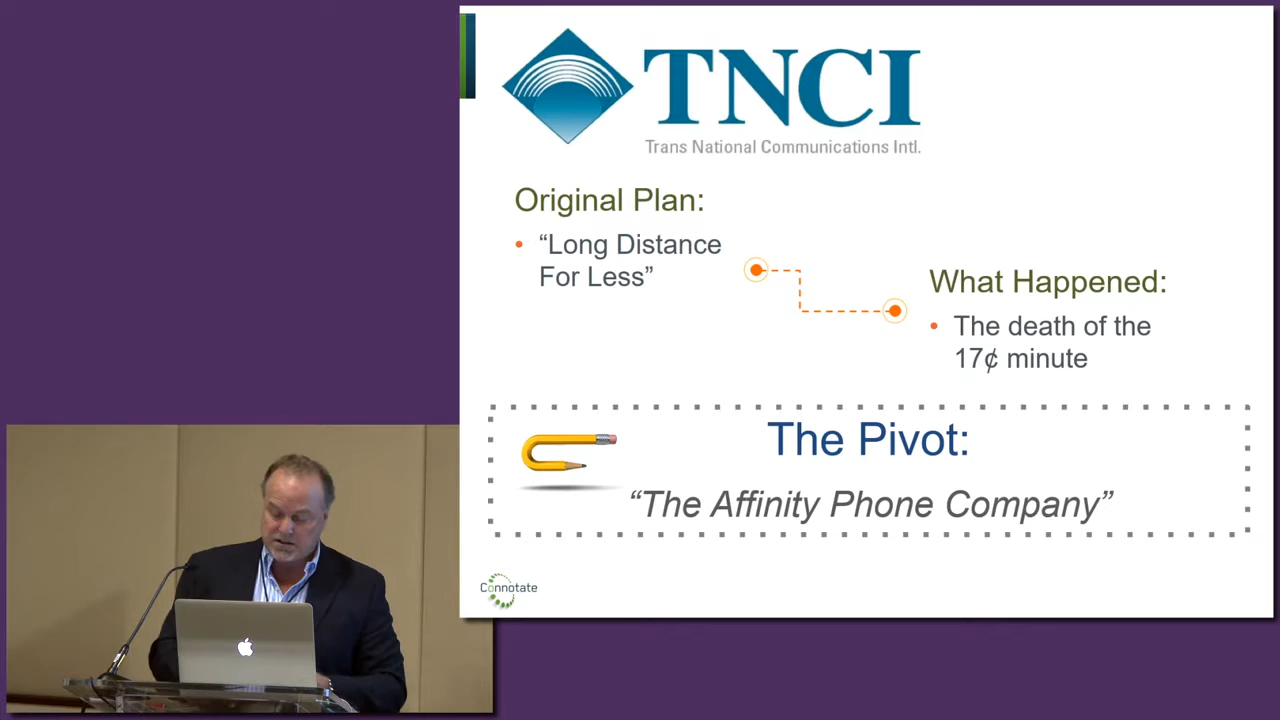 TNCI
Trans National Communications Intl.
Original Plan:
• “Long Distance
For Less”
What Happened:
• The death of the
17¢ minute
The Pivot:
“The Affinity Phone Company”
Connotate